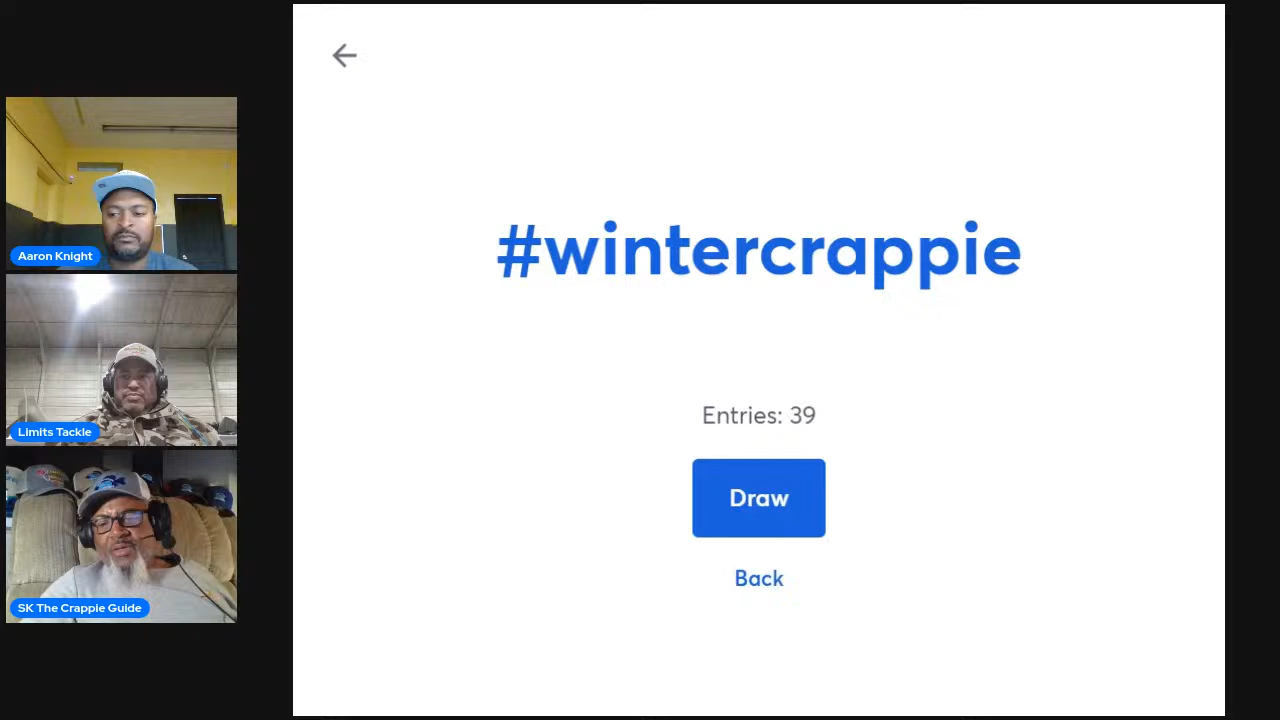 #wintercrappie
Entries: 39
Draw
Back
Aaron Knight
Limits Tackle
SK The Crappie Guide